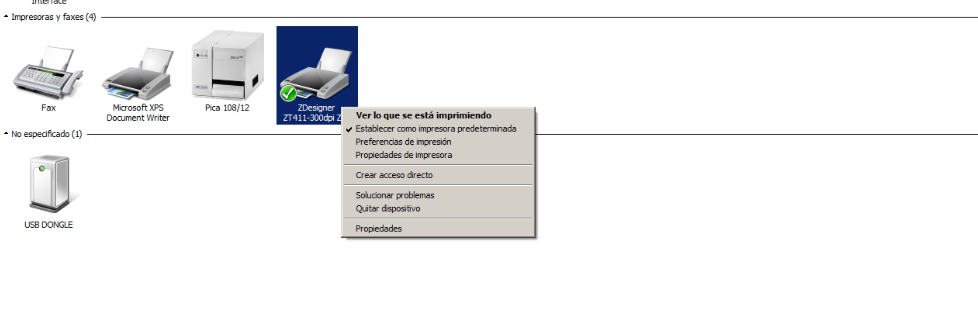 Interface
Impresoras y faxes (4)
Fax
Microsoft XPS
Document Writer
Pica 108/12
ZDesigner
ZT411-300dpi
Ver lo que se está imprimiendo
Establecer como impresora predeterminada
Preferencias de impresión
Propiedades de impresora
Crear acceso directo
Solucionar problemas
Quitar dispositivo
Propiedades
No especificado (1)
USB DONGLE